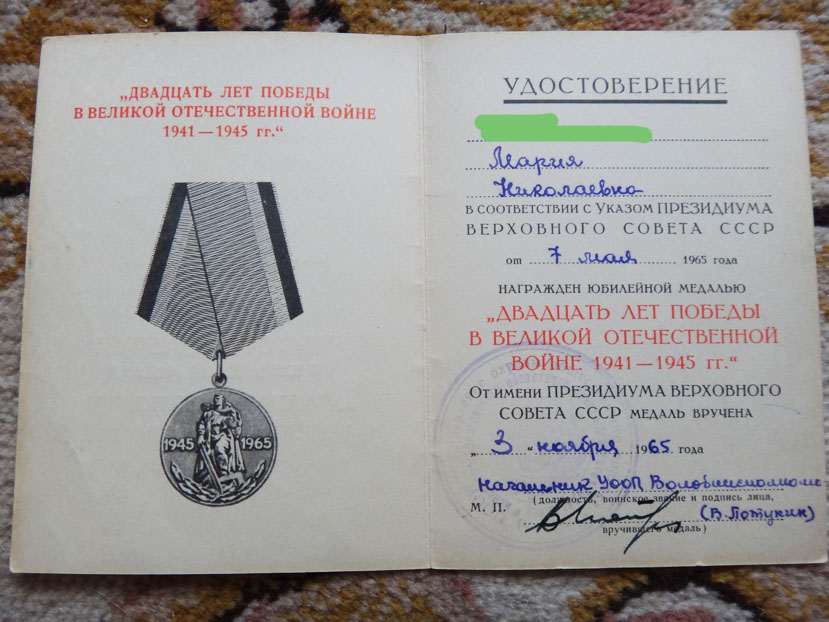 „ДВАДЦАТЬ ЛЕТ ПОБЕДЫ
В ВЕЛИКОЙ ОТЕЧЕСТВЕННОЙ ВОЙНЕ
1941—1945 гг.“
1945 1965
УДОСТОВЕРЕНИЕ
Мария
Николаевна
В СООТВЕТСТВИИ С УКАЗОМ ПРЕЗИДИУМА
ВЕРХОВНОГО СОВЕТА СССР
от 7 мая 1965 года
НАГРАЖДЕН ЮБИЛЕЙНОЙ МЕДАЛЬЮ
„ДВАДЦАТЬ ЛЕТ ПОБЕДЫ
В ВЕЛИКОЙ ОТЕЧЕСТВЕННОЙ
ВОЙНЕ 1941—1945 гг.“
От имени ПРЕЗИДИУМА ВЕРХОВНОГО
СОВЕТА СССР МЕДАЛЬ ВРУЧЕНА
„3“ ноября 1965 года
Начальник УООП
(должность, воинское звание и подпись лица,
М. П. (В. Потукин)
вручившего медаль)